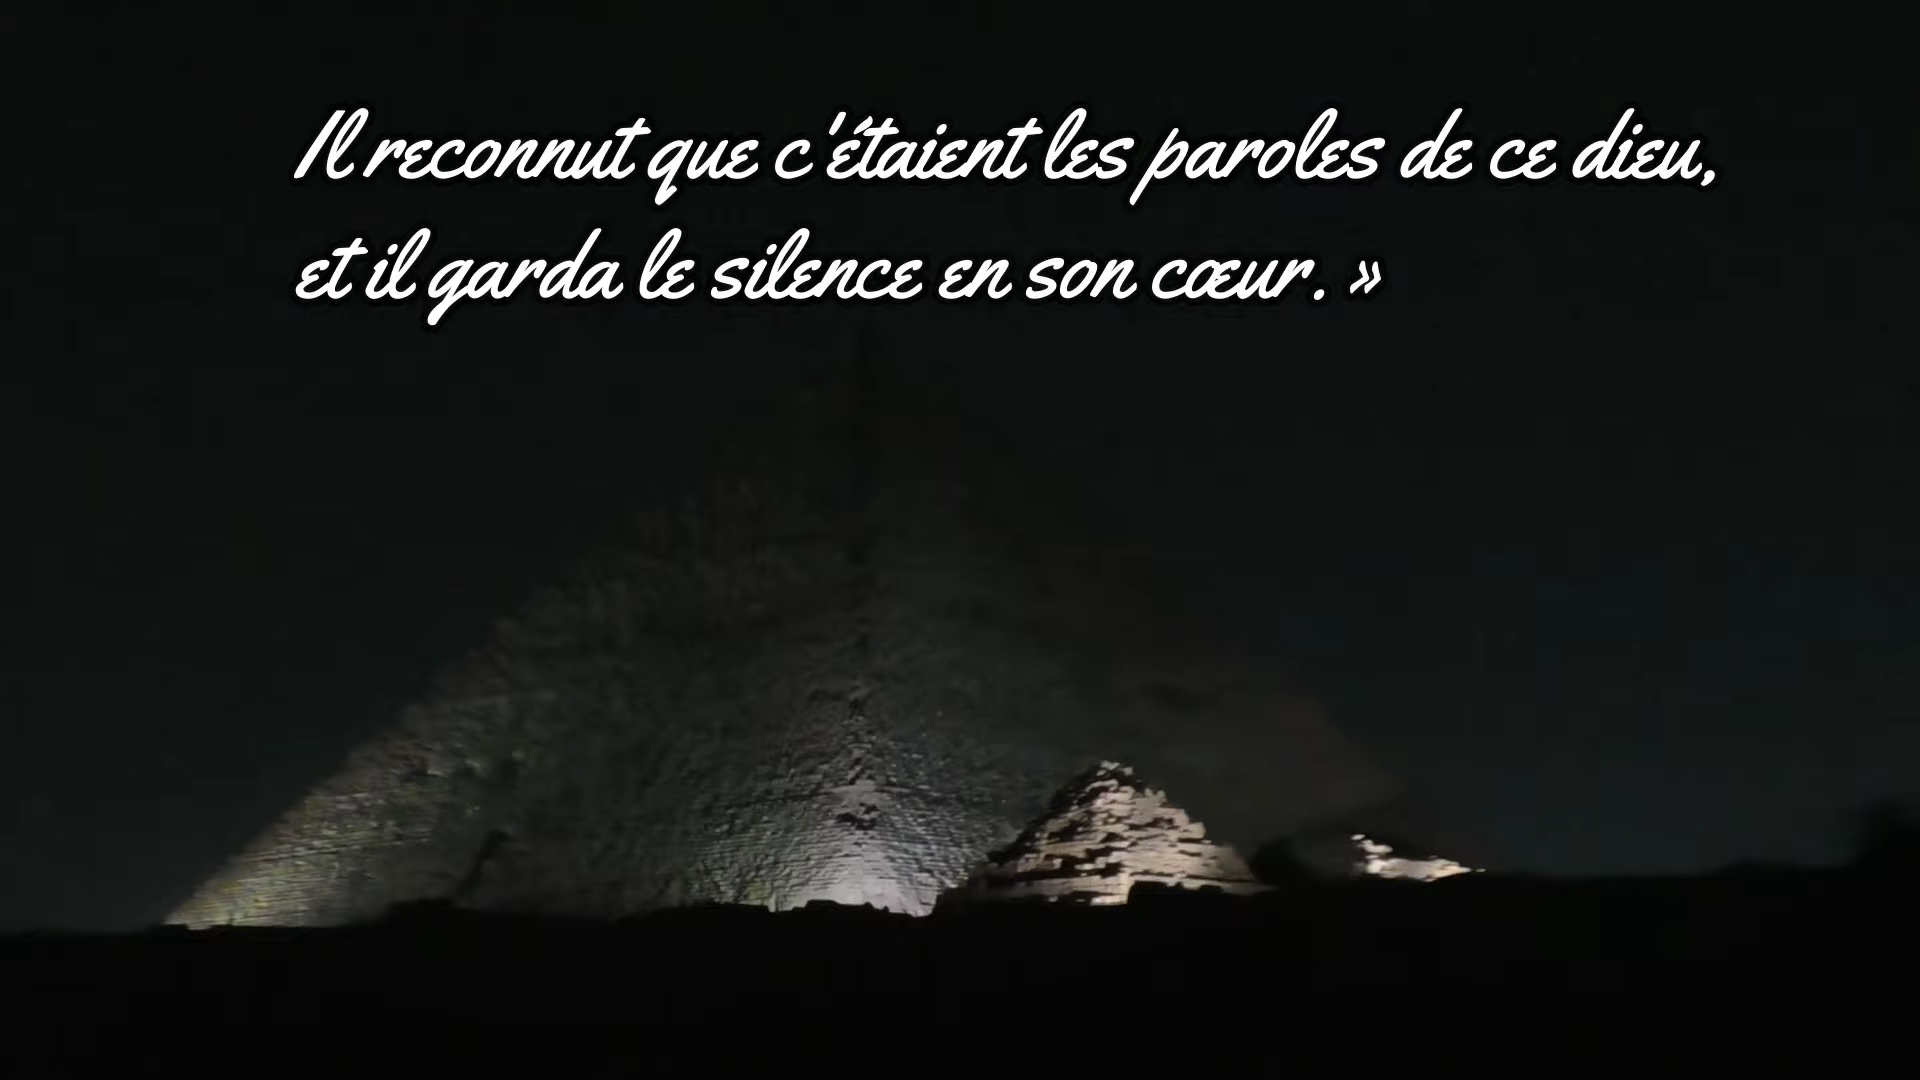 Il reconnut que c'étaient les paroles de ce dieu,
et il garda le silence en son cœur. »